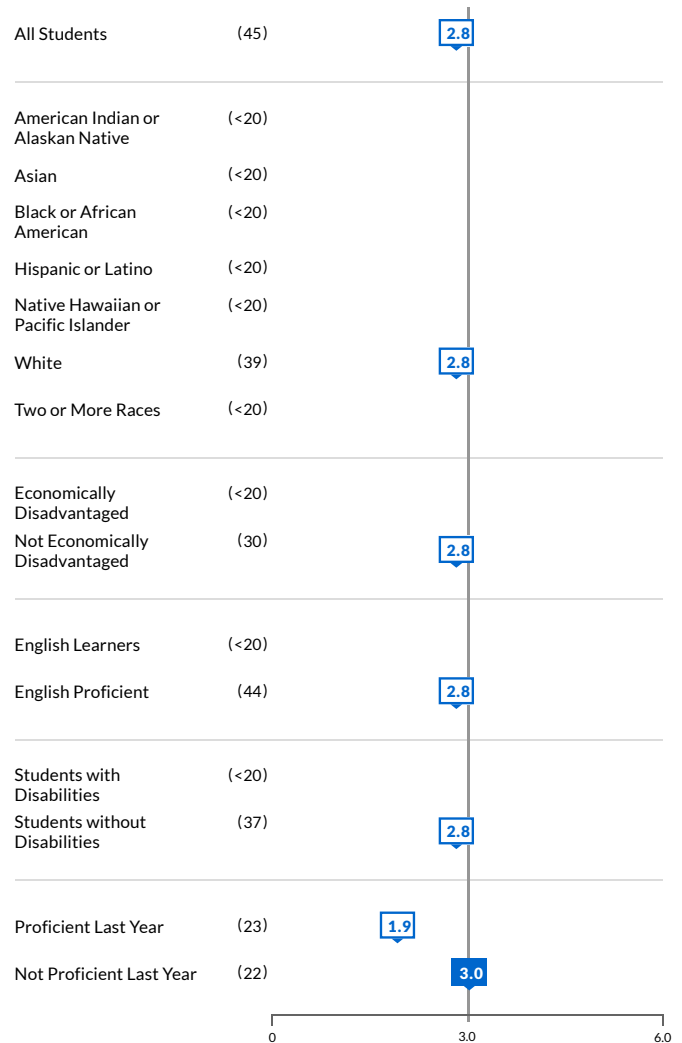 All Students (45) 2.8
American Indian or (<20)
Alaskan Native
Asian (<20)
Black or African (<20)
American
Hispanic or Latino (<20)
Native Hawaiian or (<20)
Pacific Islander
White (39) 2.8
Two or More Races (<20)
Economically (<20)
Disadvantaged
Not Economically (30) 2.8
Disadvantaged
English Learners (<20)
English Proficient (44) 2.8
Students with (<20)
Disabilities
Students without (37) 2.8
Disabilities
Proficient Last Year (23) 1.9
Not Proficient Last Year (22) 3.0
0 3.0 6.0